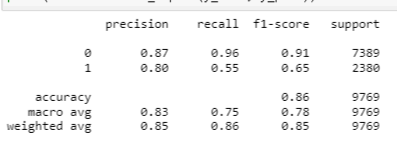 precision recall f1-score support
0 0.87 0.96 0.91 7389
1 0.80 0.55 0.65 2380
accuracy 0.86 9769
macro avg 0.83 0.75 0.78 9769
weighted avg 0.85 0.86 0.85 9769